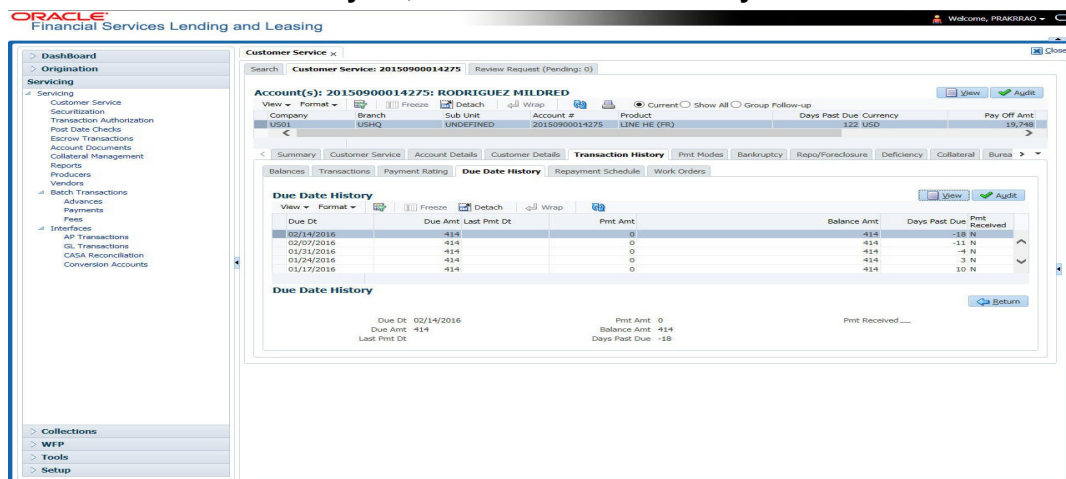 ORACLE
Financial Services Lending and Leasing
Welcome, PRAKRRAO
DashBoard
Origination
Servicing
Servicing
Customer Service
Securitization
Transaction Authorization
Post Date Checks
Escrow Transactions
Account Documents
Collateral Management
Reports
Producers
Vendors
Batch Transactions
Advances
Payments
Fees
Interfaces
AP Transactions
GL Transactions
CASA Reconciliation
Conversion Accounts
Collections
WFP
Tools
Setup
Customer Service x
Close
Search Customer Service: 20150900014275 Review Request (Pending: 0)
Account(s): 20150900014275: RODRIGUEZ MILDRED
View Audit
View Format Freeze Detach Wrap Current Show All Group Follow-up
Company Branch Sub Unit Account # Product Days Past Due Currency Pay Off Amt
US01 USHQ UNDEFINED 20150900014275 LINE HE (FR) 122 USD 19,748
Summary Customer Service Account Details Customer Details Transaction History Pmt Modes Bankruptcy Repo/Foreclosure Deficiency Collateral Burea
Balances Transactions Payment Rating Due Date History Repayment Schedule Work Orders
Due Date History
View Audit
View Format Freeze Detach Wrap
Due Dt Due Amt Last Pmt Dt Pmt Amt Balance Amt Days Past Due Pmt Received
02/14/2016 414 0 414 -18 N
02/07/2016 414 0 414 -11 N
01/31/2016 414 0 414 -4 N
01/24/2016 414 0 414 3 N
01/17/2016 414 0 414 10 N
Due Date History
Return
Due Dt 02/14/2016 Pmt Amt 0 Pmt Received
Due Amt 414 Balance Amt 414
Last Pmt Dt Days Past Due -18